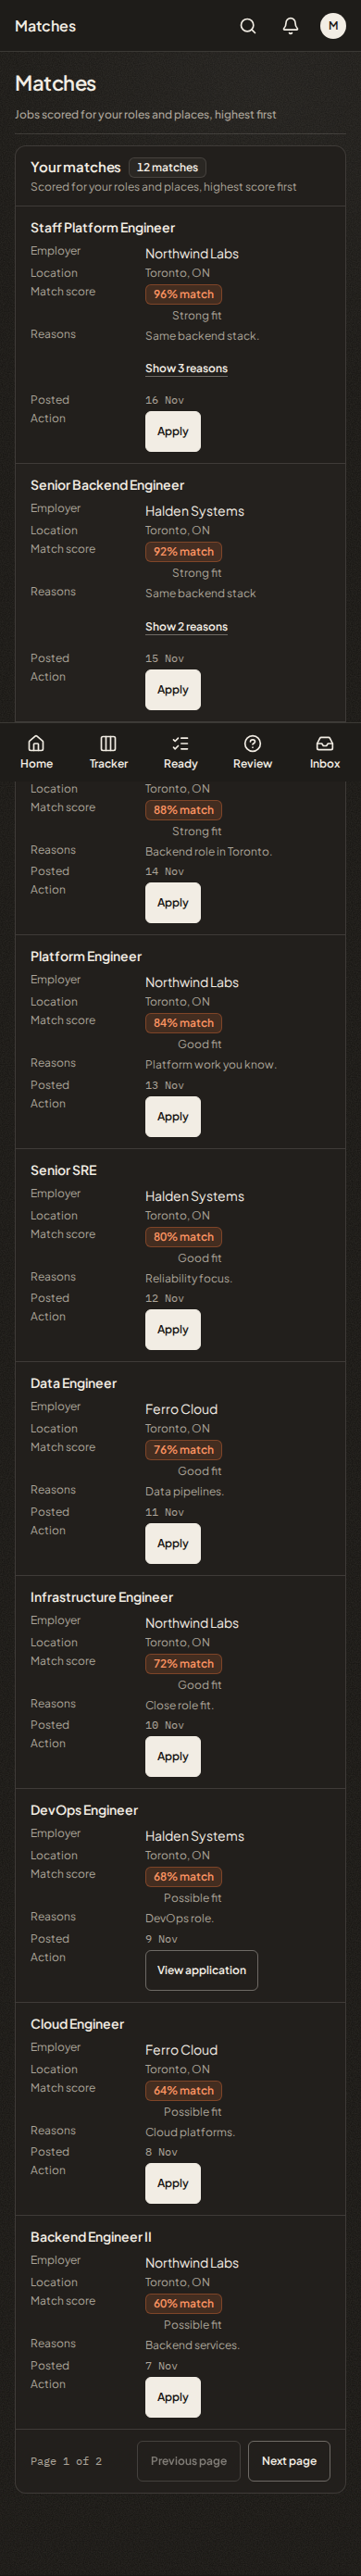 Matches
M
Matches
Jobs scored for your roles and places, highest first
Your matches 12 matches
Scored for your roles and places, highest score first
Staff Platform Engineer
Employer Northwind Labs
Location Toronto, ON
Match score 96% match
Strong fit
Reasons Same backend stack.
Show 3 reasons
Posted 16 Nov
Action Apply
Senior Backend Engineer
Employer Halden Systems
Location Toronto, ON
Match score 92% match
Strong fit
Reasons Same backend stack
Show 2 reasons
Posted 15 Nov
Action Apply
Home Tracker Ready Review Inbox
Location Toronto, ON
Match score 88% match
Strong fit
Reasons Backend role in Toronto.
Posted 14 Nov
Action Apply
Platform Engineer
Employer Northwind Labs
Location Toronto, ON
Match score 84% match
Good fit
Reasons Platform work you know.
Posted 13 Nov
Action Apply
Senior SRE
Employer Halden Systems
Location Toronto, ON
Match score 80% match
Good fit
Reasons Reliability focus.
Posted 12 Nov
Action Apply
Data Engineer
Employer Ferro Cloud
Location Toronto, ON
Match score 76% match
Good fit
Reasons Data pipelines.
Posted 11 Nov
Action Apply
Infrastructure Engineer
Employer Northwind Labs
Location Toronto, ON
Match score 72% match
Good fit
Reasons Close role fit.
Posted 10 Nov
Action Apply
DevOps Engineer
Employer Halden Systems
Location Toronto, ON
Match score 68% match
Possible fit
Reasons DevOps role.
Posted 9 Nov
Action View application
Cloud Engineer
Employer Ferro Cloud
Location Toronto, ON
Match score 64% match
Possible fit
Reasons Cloud platforms.
Posted 8 Nov
Action Apply
Backend Engineer II
Employer Northwind Labs
Location Toronto, ON
Match score 60% match
Possible fit
Reasons Backend services.
Posted 7 Nov
Action Apply
Page 1 of 2 Previous page Next page